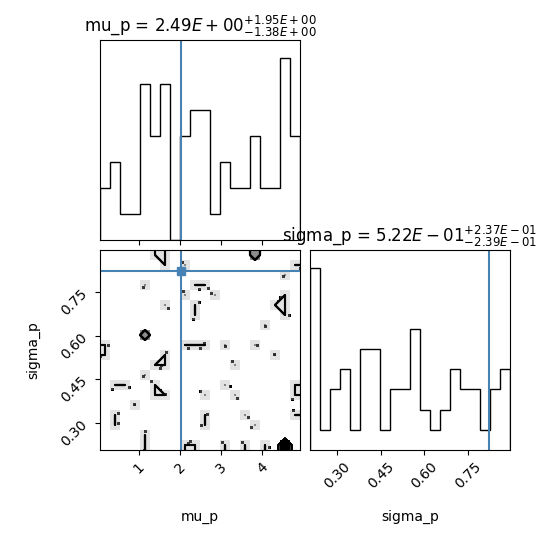 mu_p = 2.49E+00+1.95E+00−1.38E+00
sigma_p = 5.22E−01+2.37E−01−2.39E−01
sigma_p
0.75
0.60
0.45
0.30
1 2 3 4
0.30 0.45 0.60 0.75
mu_p
sigma_p